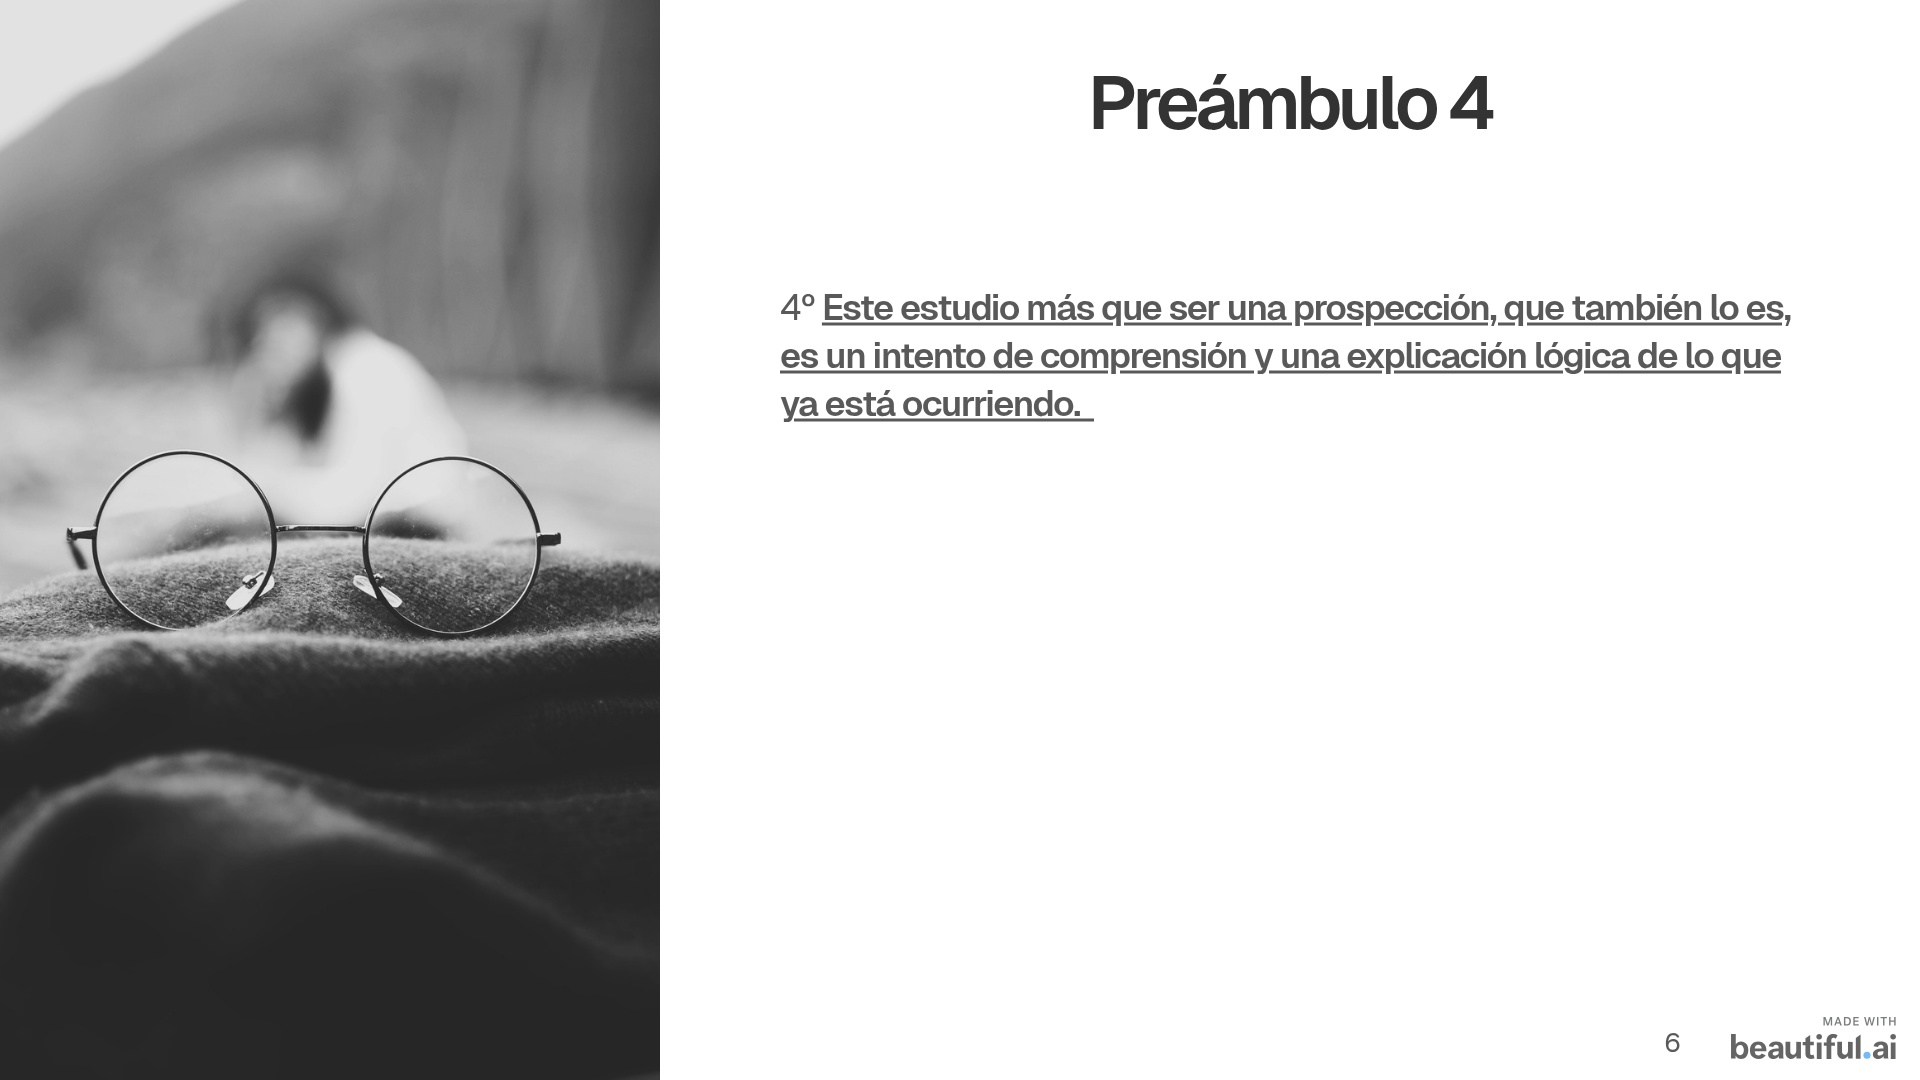 Preámbulo 4
4º Este estudio más que ser una prospección, que también lo es,
es un intento de comprensión y una explicación lógica de lo que
ya está ocurriendo.
6
MADE WITH
beautiful.ai